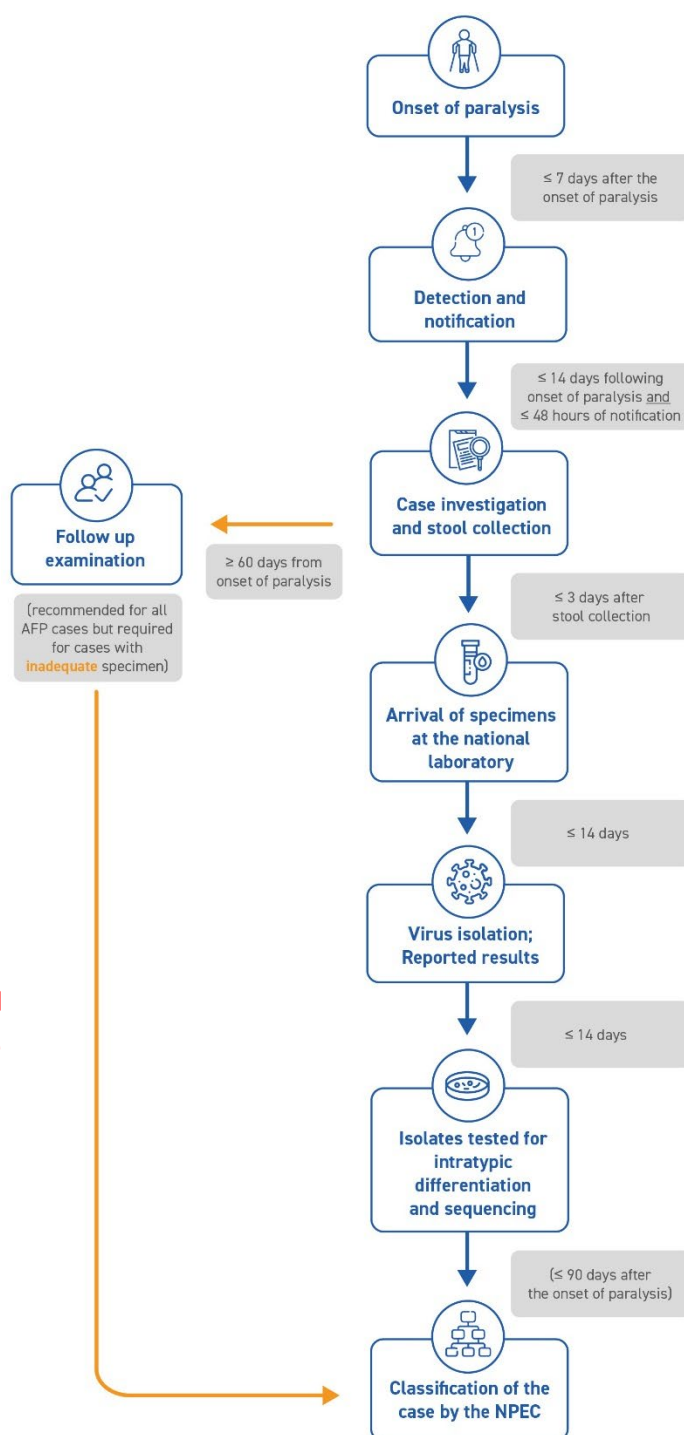 Onset of paralysis
≤ 7 days after the
onset of paralysis
1
Detection and
notification
≤ 14 days following
onset of paralysis and
≤ 48 hours of notification
Case investigation
and stool collection
≥ 60 days from
onset of paralysis
Follow up
examination
(recommended for all
AFP cases but required
for cases with
inadequate specimen)
≤ 3 days after
stool collection
Arrival of specimens
at the national
laboratory
≤ 14 days
Virus isolation;
Reported results
≤ 14 days
Isolates tested for
intratypic
differentiation
and sequencing
(≤ 90 days after
the onset of paralysis)
Classification of the
case by the NPEC